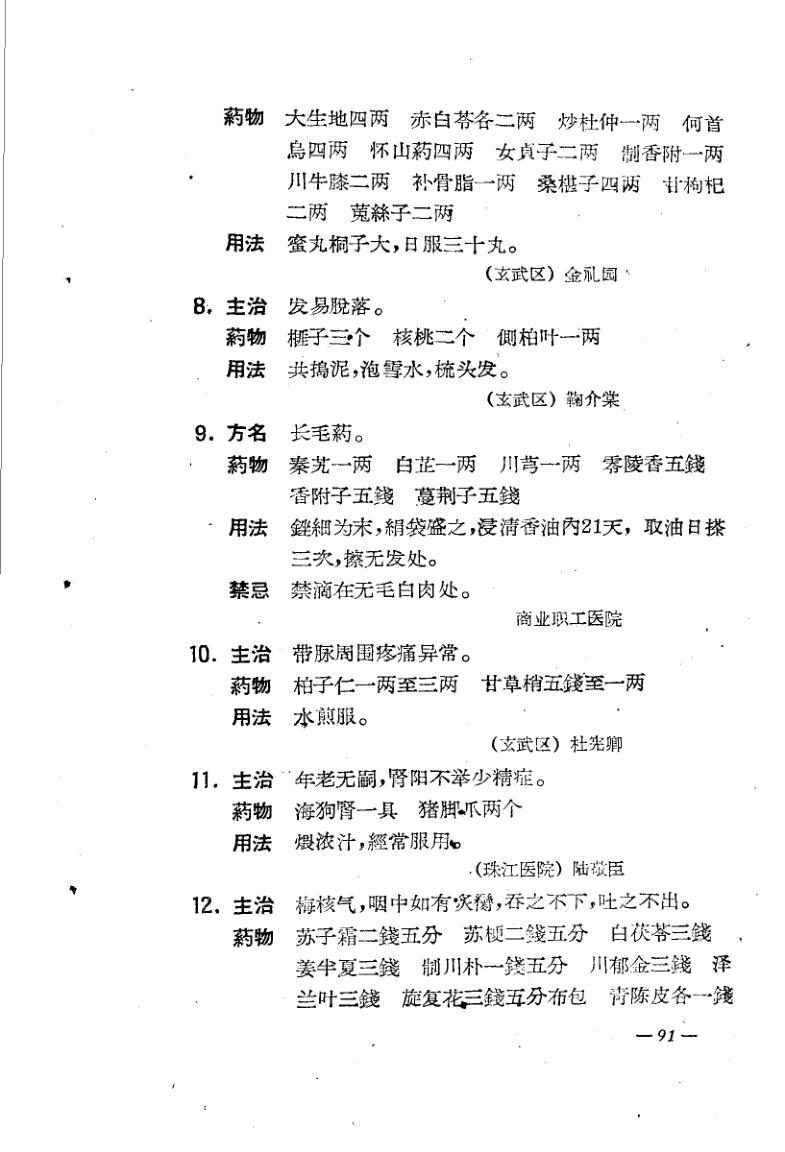 葯物 大生地四两 赤白苓各二两 炒杜仲一两 何首
烏四两 怀山葯四两 女貞子二两 制香附一两
川牛膝二两 补骨脂一两 桑椹子四两 甘枸杞
二两 菟絲子二两
用法 蜜丸桐子大，日服三十丸。
（玄武区）金礼园
8. 主治 发易脫落。
葯物 榧子三个 核桃二个 側柏叶一两
用法 共搗泥，泡雪水，梳头发。
（玄武区）鞠介棠
9. 方名 长毛葯。
葯物 秦艽一两 白芷一两 川芎一两 零陵香五錢
香附子五錢 蔓荆子五錢
用法 銼細为末，絹袋盛之，浸清香油內21天，取油日搽
三次，擦无发处。
禁忌 禁滴在无毛白肉处。
商业职工医院
10. 主治 带脉周围疼痛异常。
葯物 柏子仁一两至三两 甘草梢五錢至一两
用法 水煎服。
（玄武区）杜宪卿
11. 主治 年老无嗣，腎阳不举少精症。
葯物 海狗腎一具 猪脚爪两个
用法 煨浓汁，經常服用。
（珠江医院）陆敬臣
12. 主治 梅核气，咽中如有炙臠，吞之不下，吐之不出。
葯物 苏子霜二錢五分 苏梗二錢五分 白茯苓三錢
姜半夏三錢 制川朴一錢五分 川郁金三錢 泽
兰叶三錢 旋复花三錢五分布包 青陈皮各一錢
— 91 —